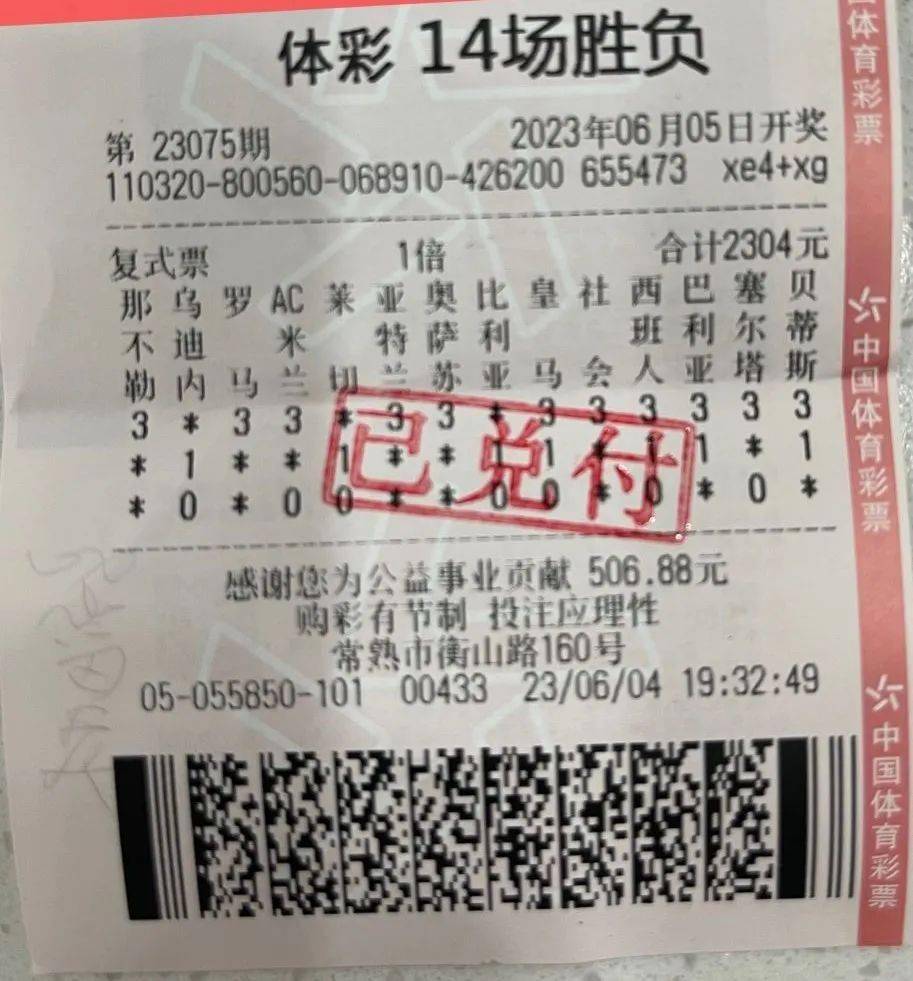 体彩 14场胜负
第 23075期 2023年06月05日开奖
110320-800560-068910-426200 655473 xe4+xg
复式票 1倍 合计2304元
那 乌 罗 AC 莱 亚 奥 比 皇 社 西 巴 塞 贝
不 迪 米 特 萨 利 班 利 尔 蒂
勒 内 马 兰 切 兰 苏 亚 马 会 人 亚 塔 斯
3 * 3 3 * 3 3 * 3 3 3 3 3 3
* 1 * * 1 * * 1 1 * 1 1 * 1
* 0 * 0 0 * * 0 0 * 0 * 0 *
已兑付
感谢您为公益事业贡献 506.88元
购彩有节制 投注应理性
常熟市衡山路160号
05-055850-101 00433 23/06/04 19:32:49
国体育彩票
中国体育彩票
中国体育彩票